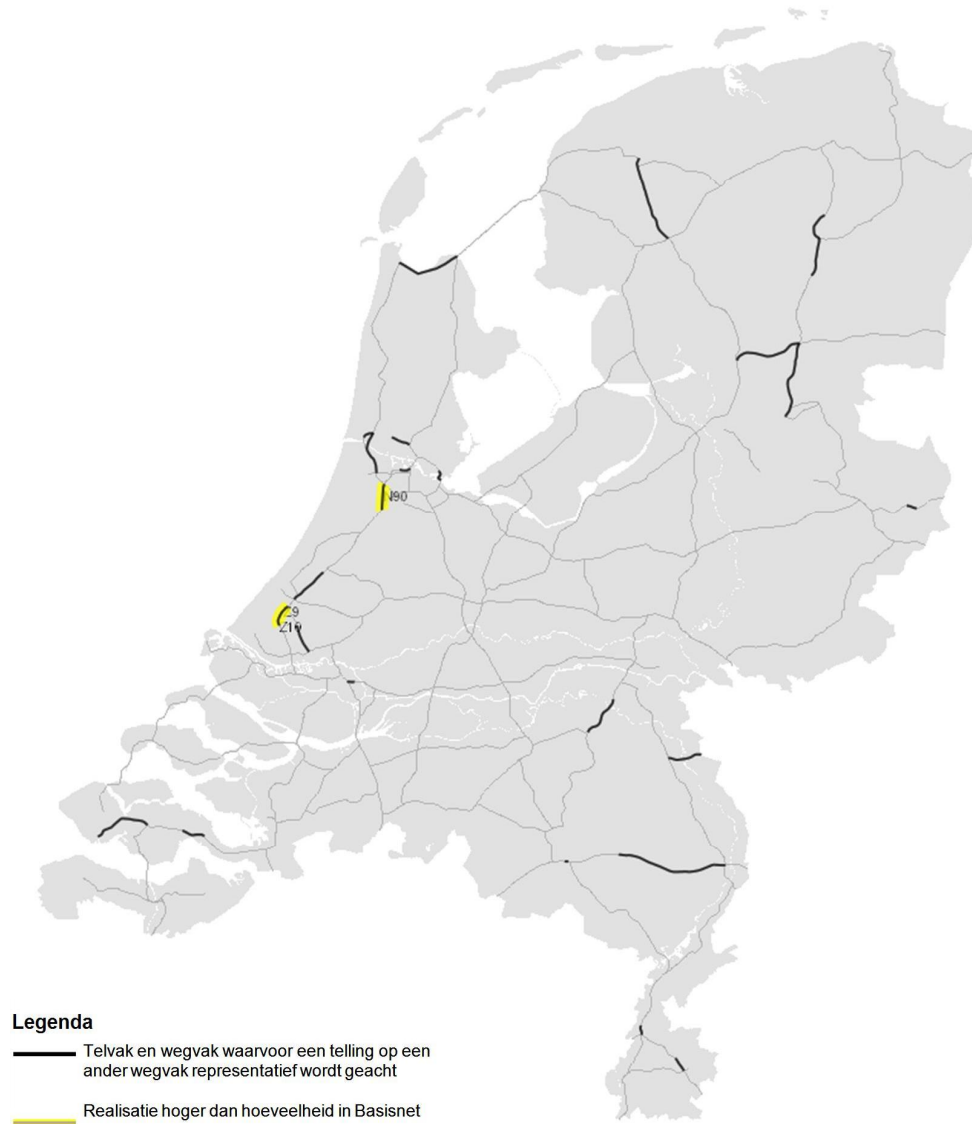 N90
Z9
Z10
Legenda
Telvak en wegvak waarvoor een telling op een
ander wegvak representatief wordt geacht
Realisatie hoger dan hoeveelheid in Basisnet